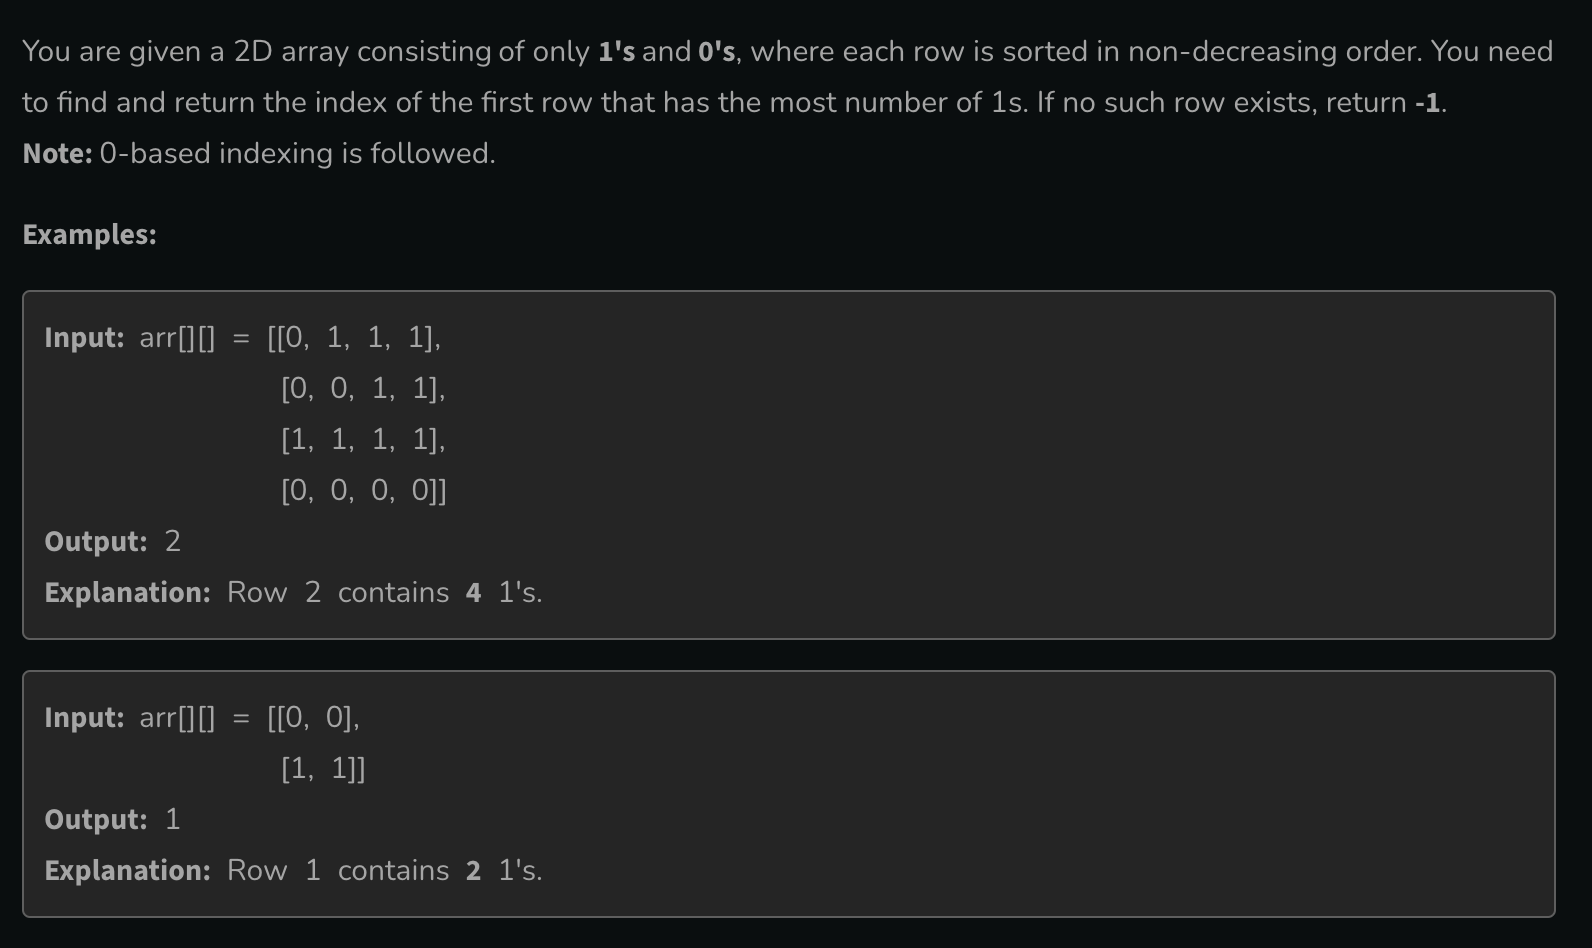 You are given a 2D array consisting of only 1's and 0's, where each row is sorted in non-decreasing order. You need
to find and return the index of the first row that has the most number of 1s. If no such row exists, return -1.
Note: 0-based indexing is followed.
Examples:
Input: arr[][] = [[0, 1, 1, 1],
[0, 0, 1, 1],
[1, 1, 1, 1],
[0, 0, 0, 0]]
Output: 2
Explanation: Row 2 contains 4 1's.
Input: arr[][] = [[0, 0],
[1, 1]]
Output: 1
Explanation: Row 1 contains 2 1's.